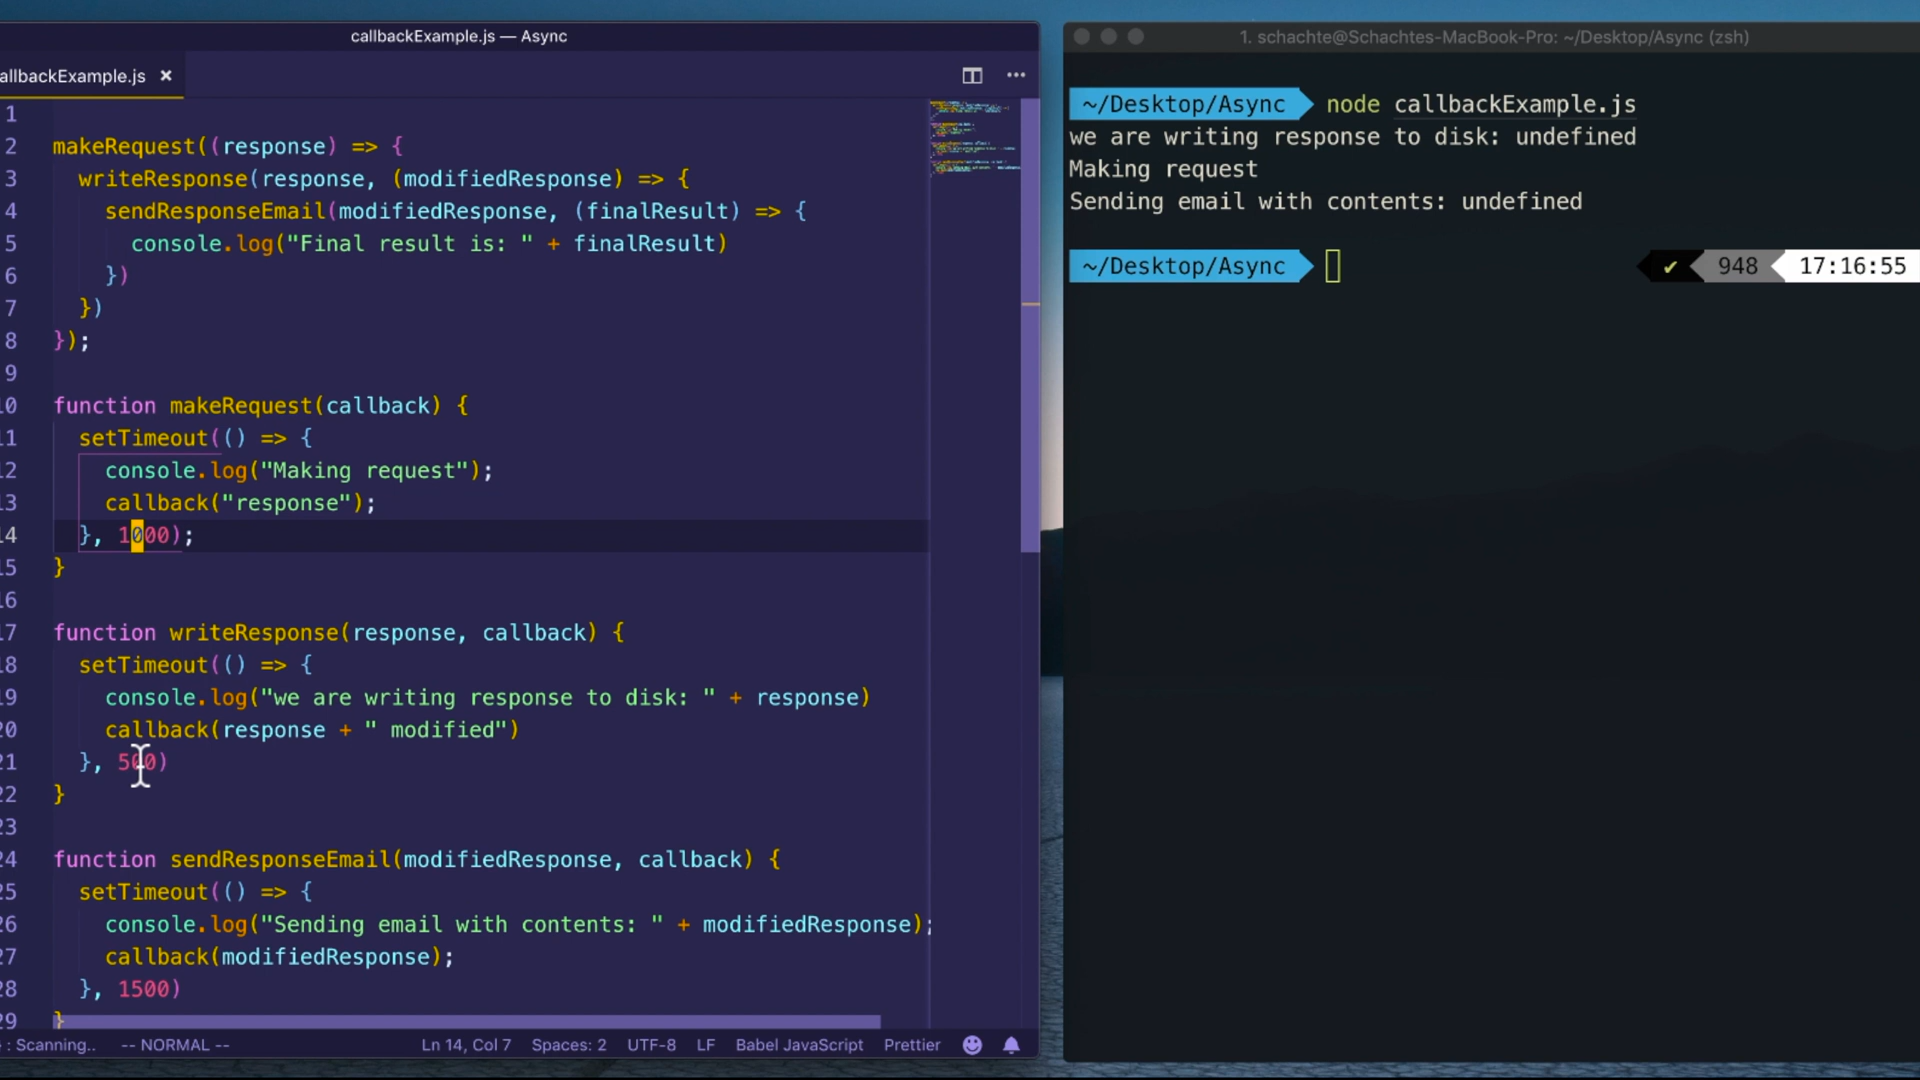 callbackExample.js — Async
allbackExample.js ×
1
2 makeRequest((response) => {
3 writeResponse(response, (modifiedResponse) => {
4 sendResponseEmail(modifiedResponse, (finalResult) => {
5 console.log("Final result is: " + finalResult)
6 })
7 })
8 });
9
10 function makeRequest(callback) {
11 setTimeout(() => {
12 console.log("Making request");
13 callback("response");
14 }, 1000);
15 }
16
17 function writeResponse(response, callback) {
18 setTimeout(() => {
19 console.log("we are writing response to disk: " + response)
20 callback(response + " modified")
21 }, 500)
22 }
23
24 function sendResponseEmail(modifiedResponse, callback) {
25 setTimeout(() => {
26 console.log("Sending email with contents: " + modifiedResponse);
27 callback(modifiedResponse);
28 }, 1500)
29 }
: Scanning.. -- NORMAL -- Ln 14, Col 7 Spaces: 2 UTF-8 LF Babel JavaScript Prettier
1. schachte@Schachtes-MacBook-Pro: ~/Desktop/Async (zsh)
~/Desktop/Async node callbackExample.js
we are writing response to disk: undefined
Making request
Sending email with contents: undefined
~/Desktop/Async ✔ 948 17:16:55